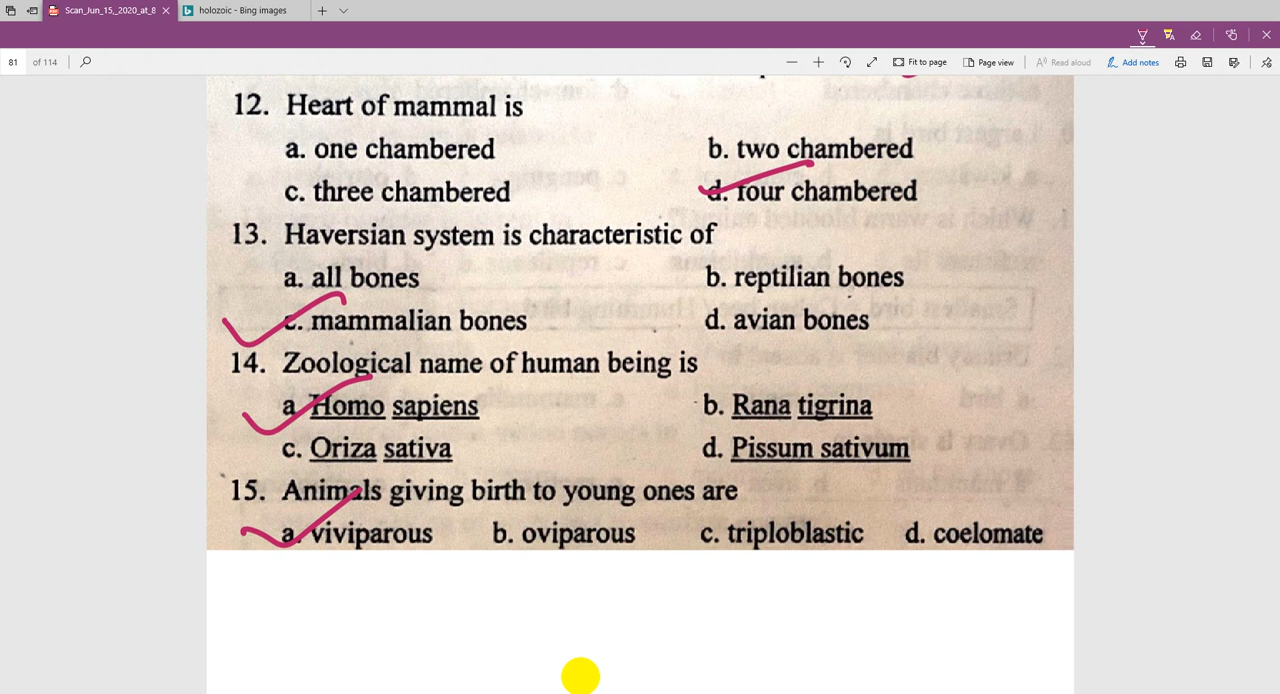 Scan_Jun_15,_2020_at_8
holozoic - Bing images
81 of 114
Fit to page
Page view
Read aloud
Add notes
12. Heart of mammal is
a. one chambered b. two chambered
c. three chambered d. four chambered
13. Haversian system is characteristic of
a. all bones b. reptilian bones
c. mammalian bones d. avian bones
14. Zoological name of human being is
a Homo sapiens b. Rana tigrina
c. Oriza sativa d. Pissum sativum
15. Animals giving birth to young ones are
a. viviparous b. oviparous c. triploblastic d. coelomate